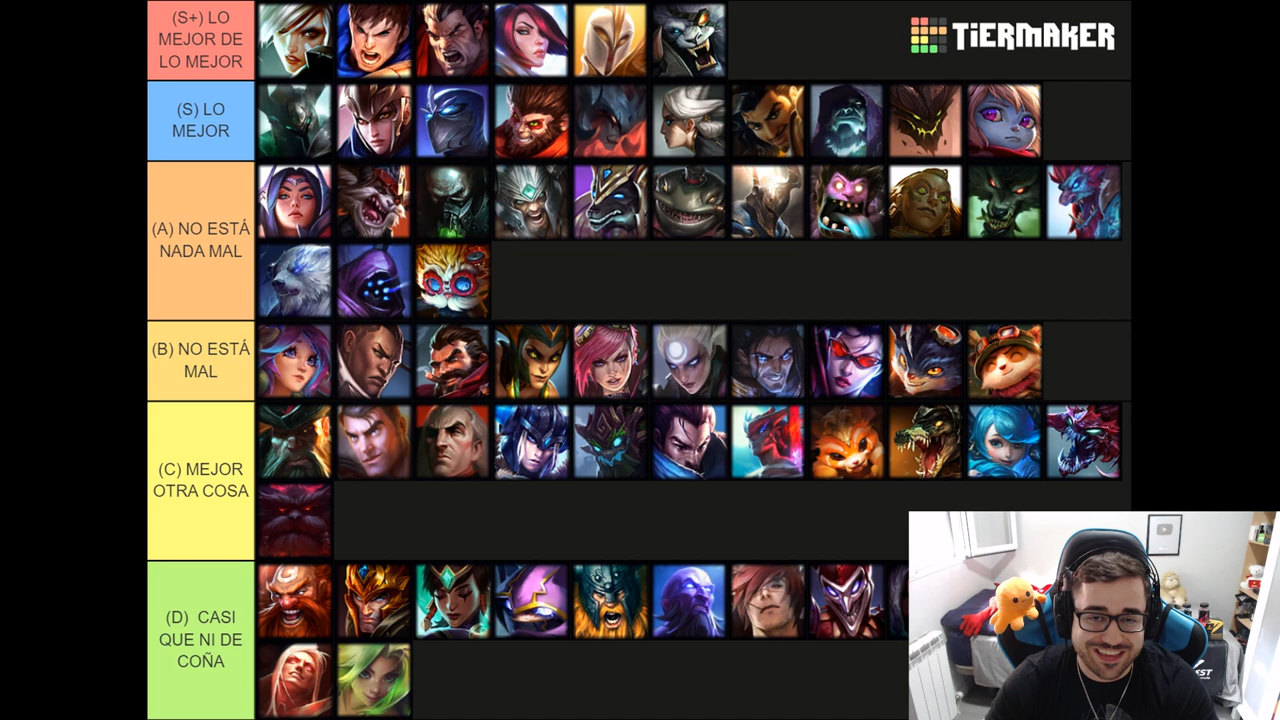 (S+) LO
MEJOR DE
LO MEJOR
TIERMAKER
(S) LO
MEJOR
(A) NO ESTÁ
NADA MAL
(B) NO ESTÁ
MAL
(C) MEJOR
OTRA COSA
(D) CASI
QUE NI DE
COÑA